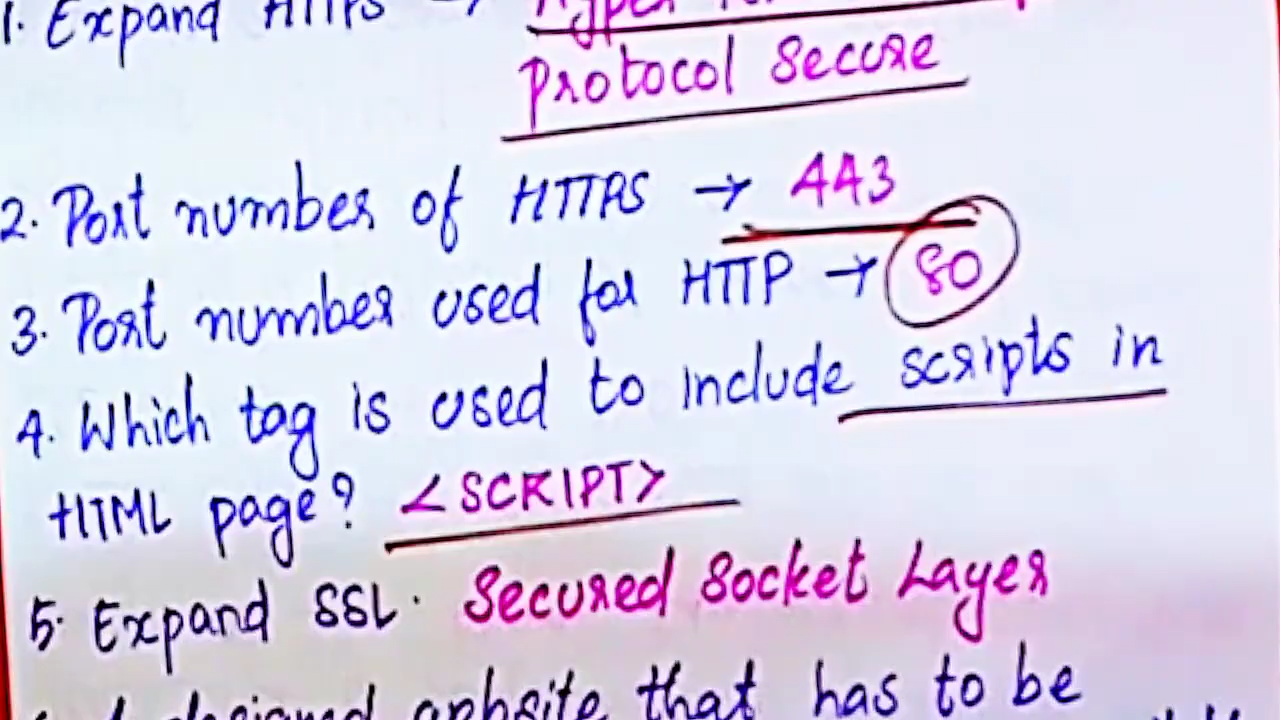 1. Expand HTTPS →
Protocol Secure
2. Port number of HTTPS → 443
3. Port number used for HTTP → 80
4. Which tag is used to include scripts in
HTML page? <SCRIPT>
5. Expand SSL. Secured Socket Layer
that has to be